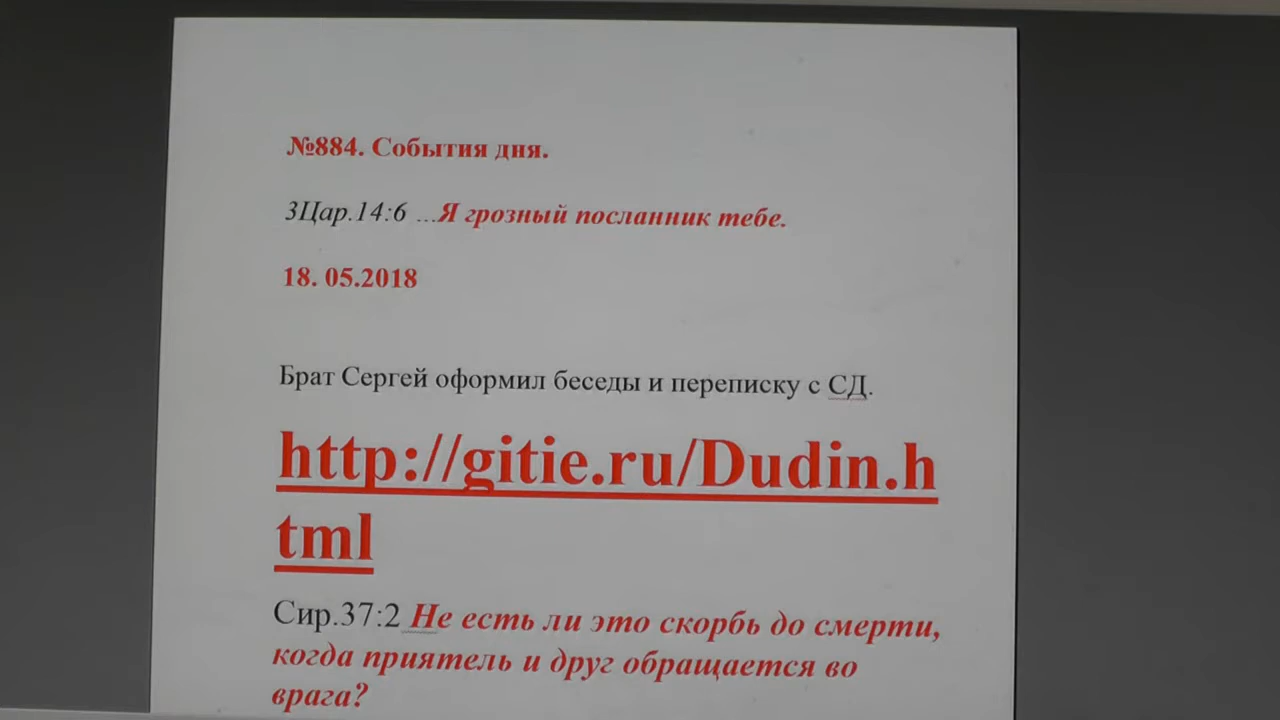 №884. События дня.
3Цар.14:6 ...Я грозный посланник тебе.
18. 05.2018
Брат Сергей оформил беседы и переписку с СД.
http://gitie.ru/Dudin.h
tml
Сир.37:2 Не есть ли это скорбь до смерти,
когда приятель и друг обращается во
врага?